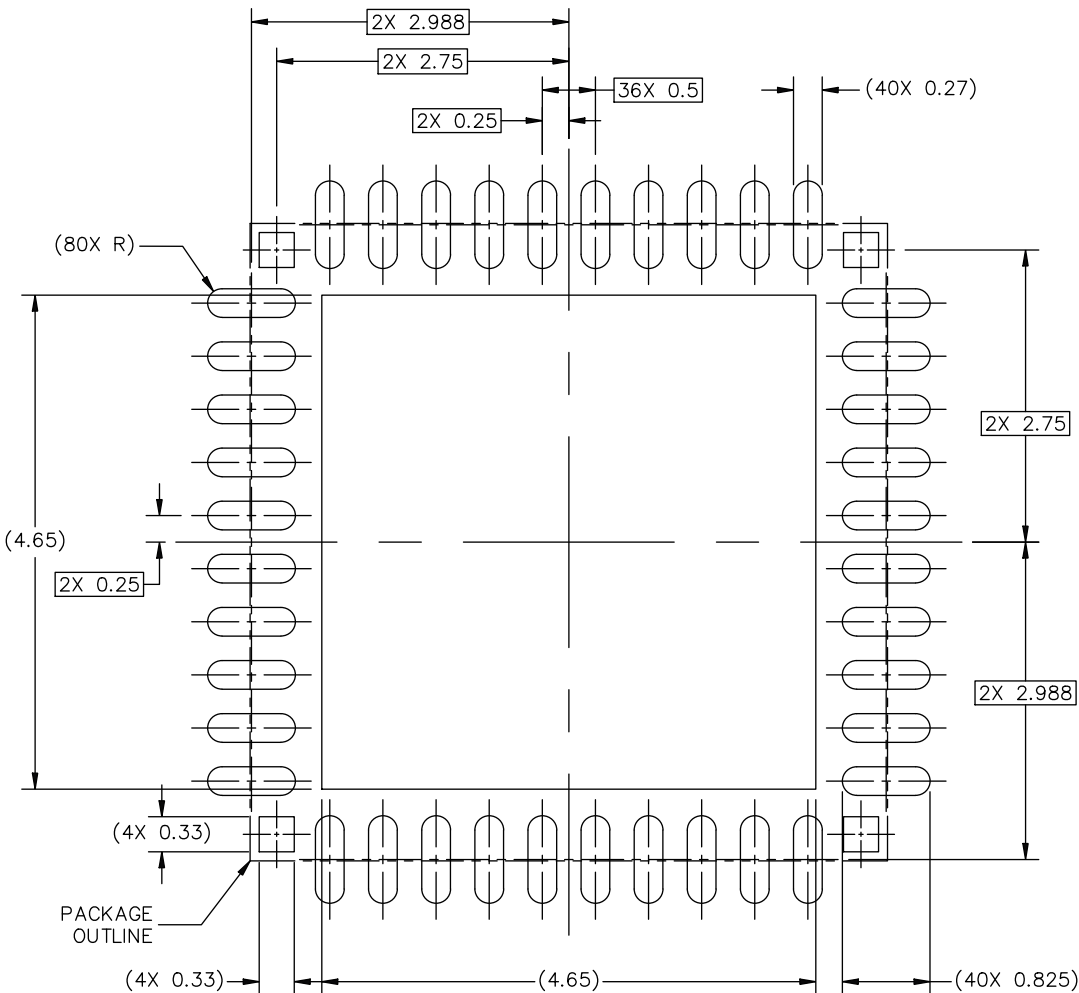 2X 2.988
2X 2.75
36X 0.5
(40X 0.27)
2X 0.25
(80X R)
2X 2.75
(4.65)
2X 0.25
2X 2.988
(4X 0.33)
PACKAGE
OUTLINE
(4X 0.33)
(4.65)
(40X 0.825)